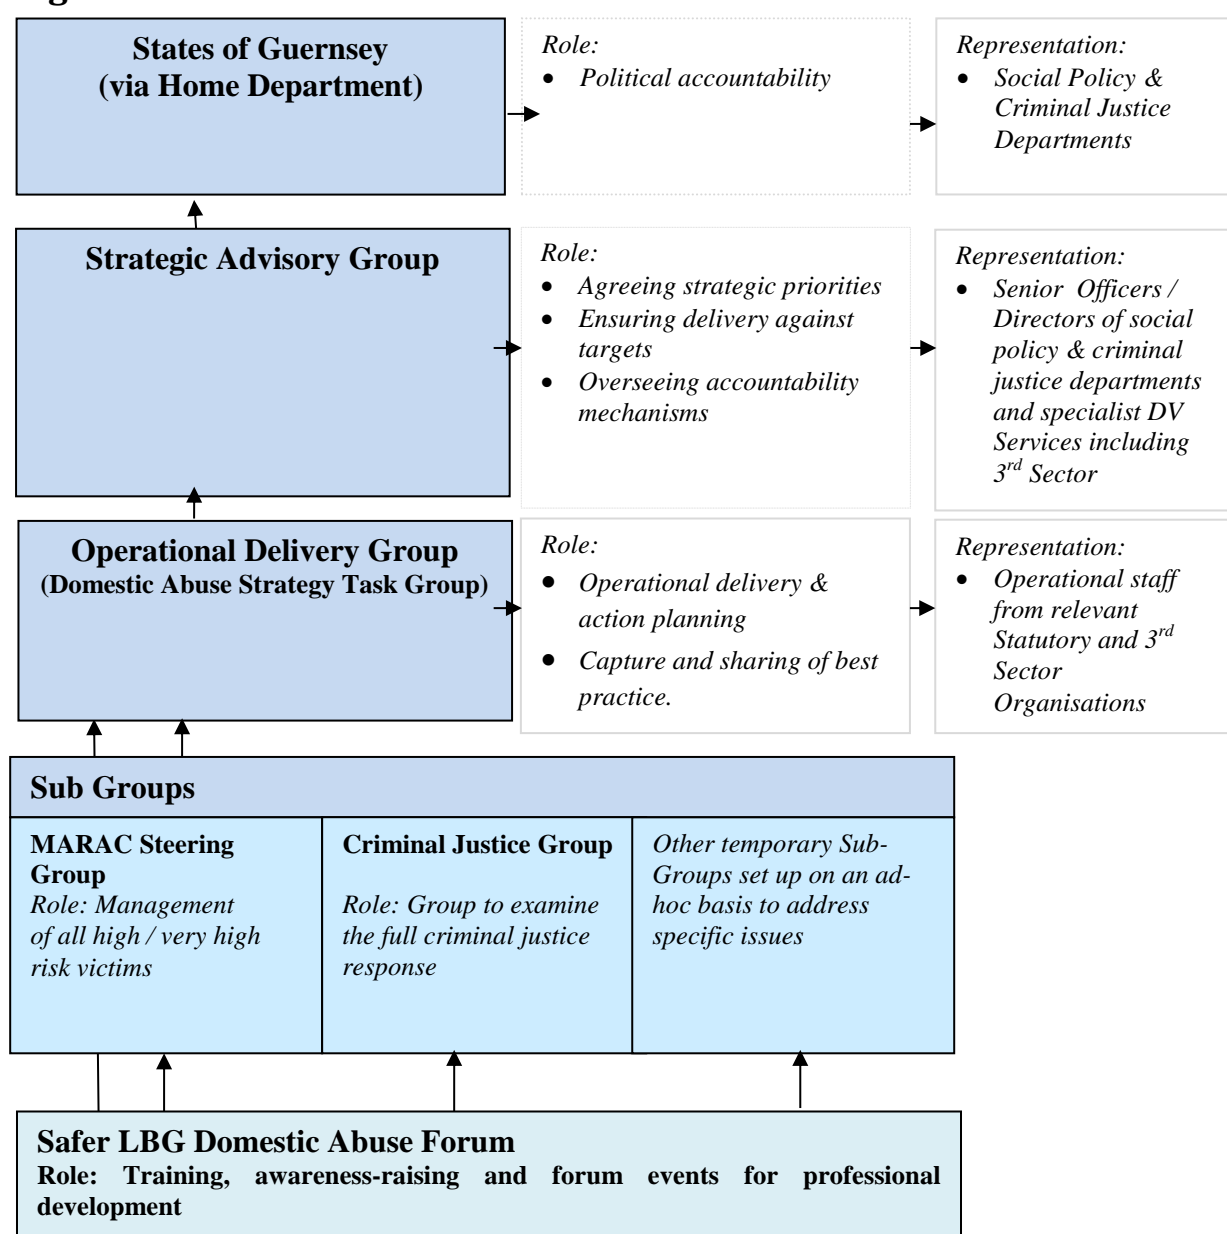 States of Guernsey
(via Home Department)
Role:
• Political accountability
Representation:
• Social Policy &
Criminal Justice
Departments
Strategic Advisory Group
Role:
• Agreeing strategic priorities
• Ensuring delivery against
targets
• Overseeing accountability
mechanisms
Representation:
• Senior Officers /
Directors of social
policy & criminal
justice departments
and specialist DV
Services including
3rd Sector
Operational Delivery Group
(Domestic Abuse Strategy Task Group)
Role:
• Operational delivery &
action planning
• Capture and sharing of best
practice.
Representation:
• Operational staff
from relevant
Statutory and 3rd
Sector
Organisations
Sub Groups
MARAC Steering
Group
Role: Management
of all high / very high
risk victims
Criminal Justice Group
Role: Group to examine
the full criminal justice
response
Other temporary Sub-
Groups set up on an ad-
hoc basis to address
specific issues
Safer LBG Domestic Abuse Forum
Role: Training, awareness-raising and forum events for professional
development